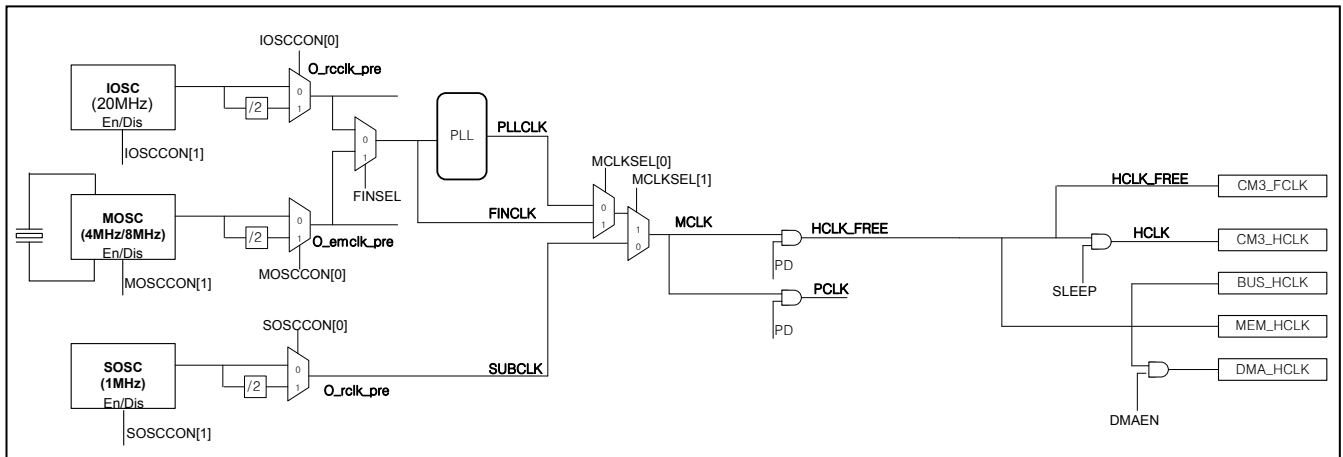 IOSCCON[0]
O_rcclk_pre
IOSC
(20MHz)
En/Dis
0
/2
1
IOSCCON[1]
PLL
PLLCLK
0
1
FINSEL
MCLKSEL[0]
MCLKSEL[1]
MOSC
(4MHz/8MHz)
En/Dis
0
/2
1
O_emclk_pre
MOSCCON[0]
MOSCCON[1]
FINCLK
0
1
1
0
MCLK
HCLK_FREE
PD
PCLK
PD
HCLK_FREE
CM3_FCLK
HCLK
CM3_HCLK
SLEEP
BUS_HCLK
MEM_HCLK
DMA_HCLK
DMAEN
SOSCCON[0]
SOSC
(1MHz)
En/Dis
0
/2
1
O_rclk_pre
SUBCLK
SOSCCON[1]